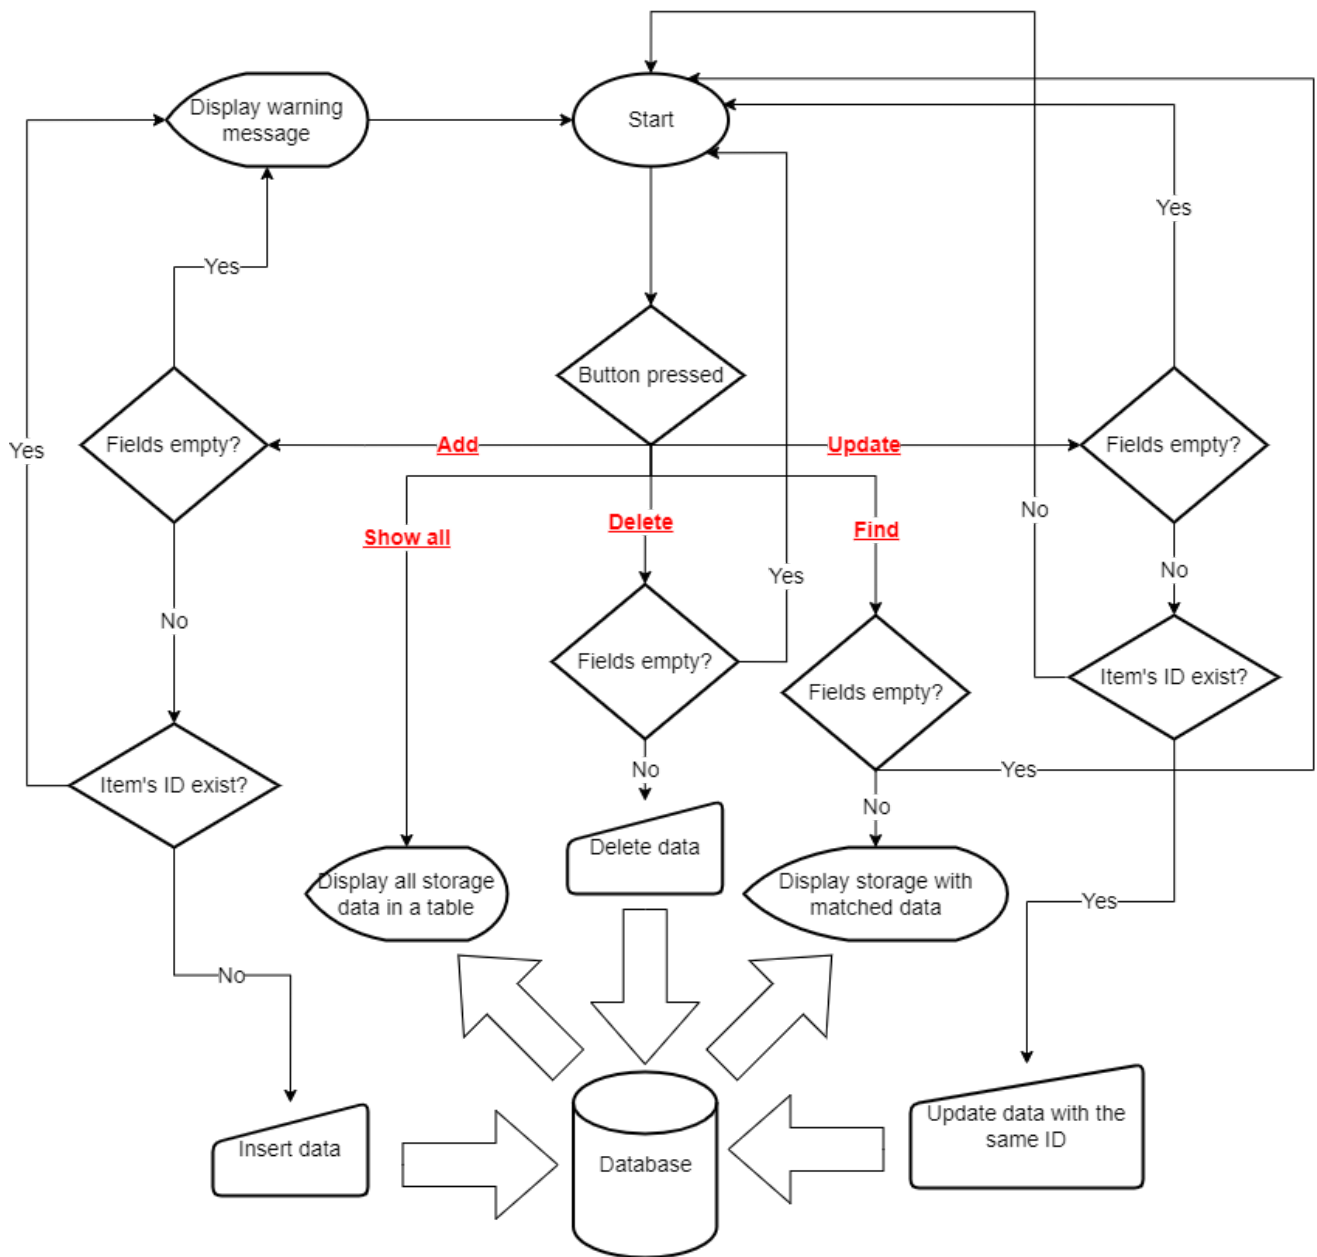 Display warning
message
Start
Yes
Yes
Button pressed
Yes
Fields empty?
Add
Update
Fields empty?
No
Show all
Delete
Find
Yes
No
No
Fields empty?
Fields empty?
Item's ID exist?
Item's ID exist?
No
Yes
No
Delete data
Display all storage
data in a table
Display storage with
matched data
Yes
No
Insert data
Update data with the
same ID
Database